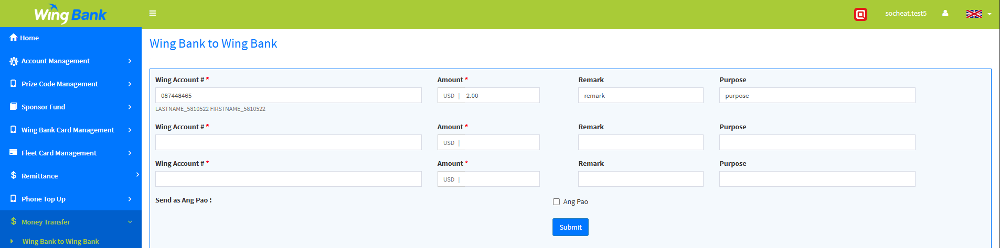 Wing Bank
socheat.test5
Home
Wing Bank to Wing Bank
Account Management
Prize Code Management
Sponsor Fund
Wing Bank Card Management
Fleet Card Management
Remittance
Phone Top Up
Money Transfer
Wing Bank to Wing Bank
Wing Account # * Amount * Remark Purpose
087448465 USD | 2.00 remark purpose
LASTNAME_5810522 FIRSTNAME_5810522
Wing Account # * Amount * Remark Purpose
USD |
Wing Account # * Amount * Remark Purpose
USD |
Send as Ang Pao : Ang Pao
Submit